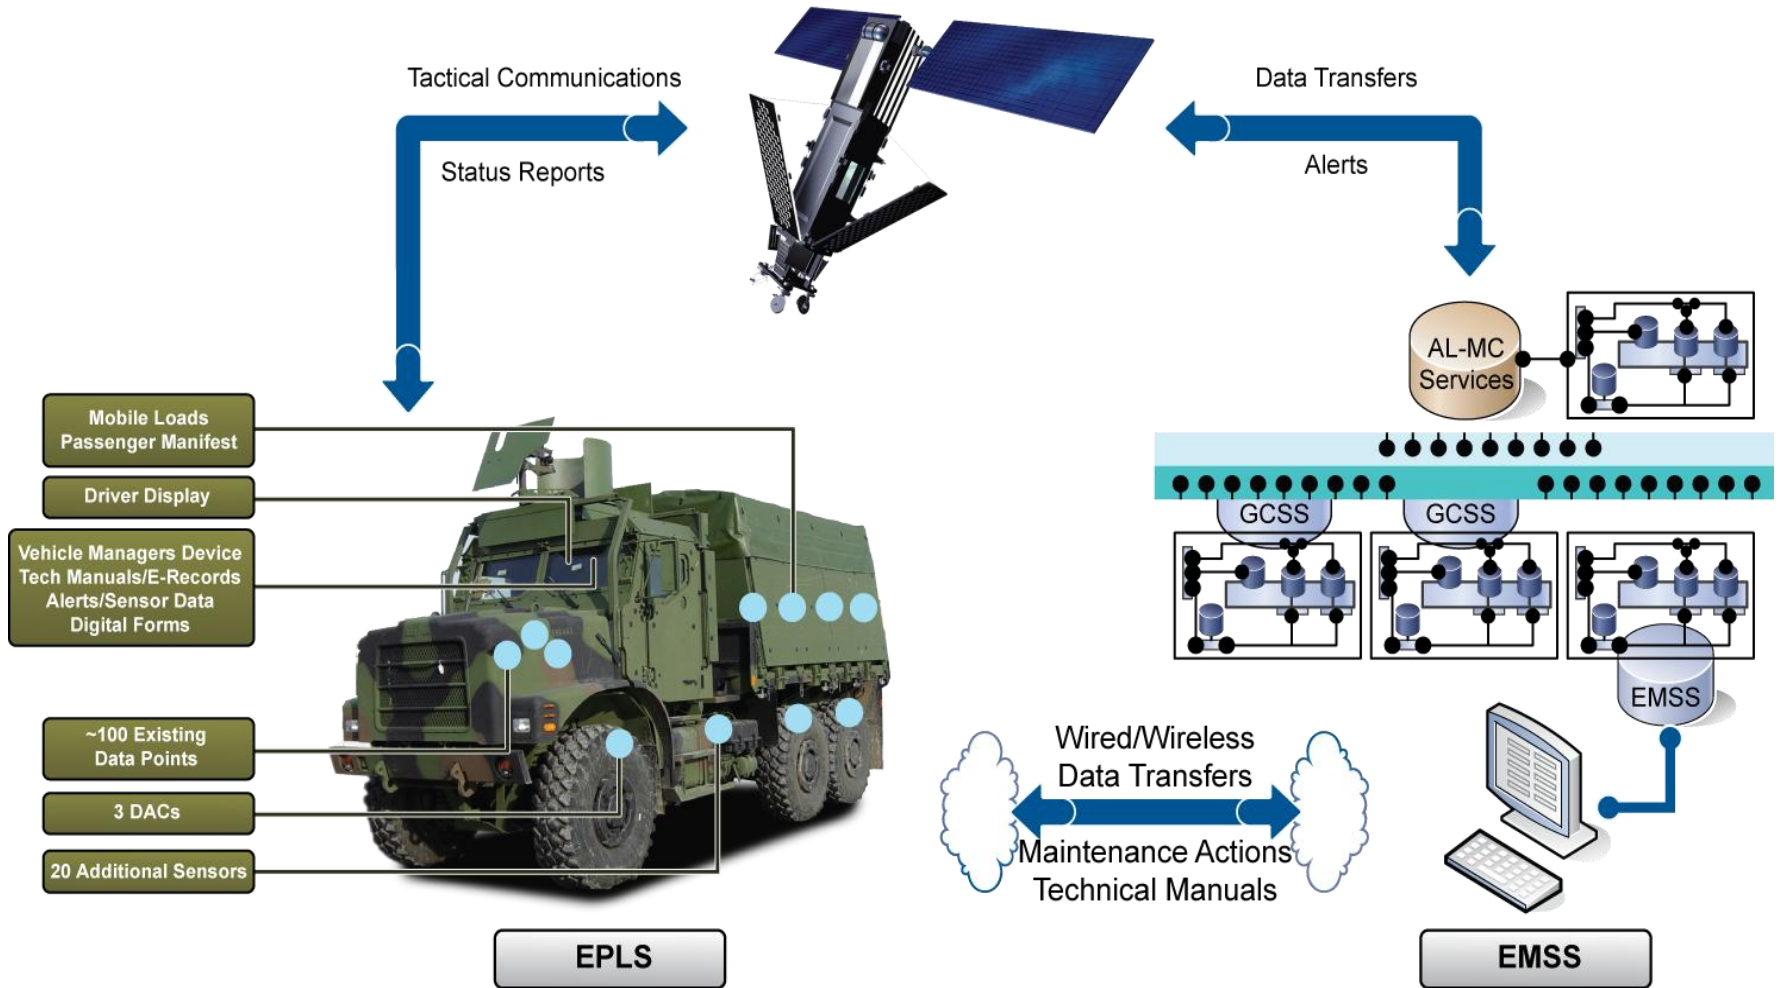 Tactical Communications
Status Reports
Data Transfers
Alerts
AL-MC
Services
Mobile Loads
Passenger Manifest
Driver Display
Vehicle Managers Device
Tech Manuals/E-Records
Alerts/Sensor Data
Digital Forms
~100 Existing
Data Points
3 DACs
20 Additional Sensors
GCSS
GCSS
EMSS
Wired/Wireless
Data Transfers
Maintenance Actions
Technical Manuals
EPLS
EMSS